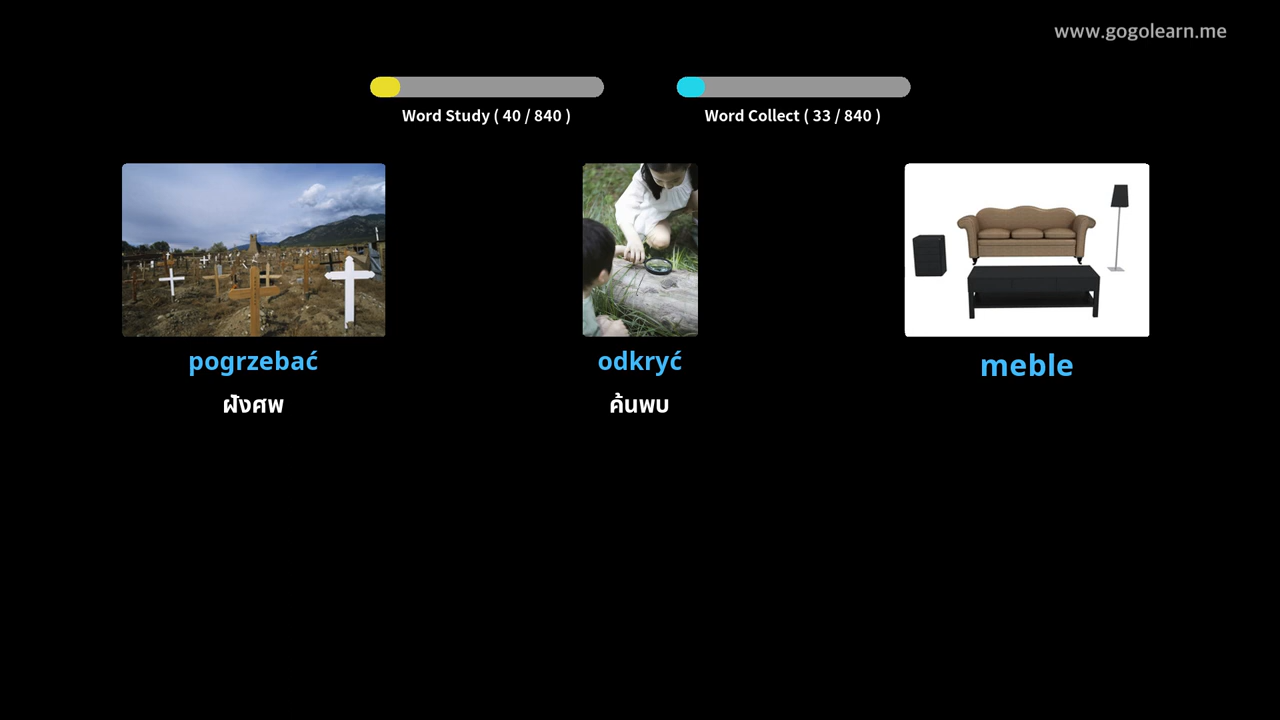 www.gogolearn.me
Word Study ( 40 / 840 )
Word Collect ( 33 / 840 )
pogrzebać
odkryć
meble
ฝังศพ
ค้นพบ